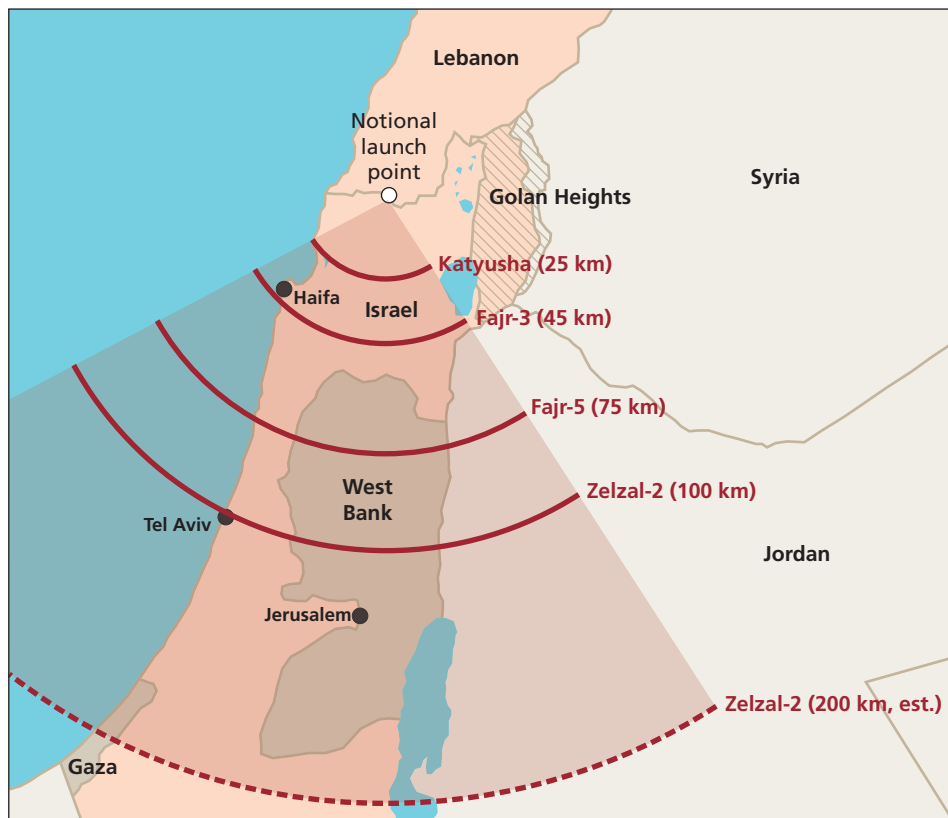 Lebanon
Notional
launch
point
Syria
Golan Heights
Katyusha (25 km)
Haifa
Israel
Fajr-3 (45 km)
Fajr-5 (75 km)
West
Bank
Zelzal-2 (100 km)
Tel Aviv
Jordan
Jerusalem
Zelzal-2 (200 km, est.)
Gaza